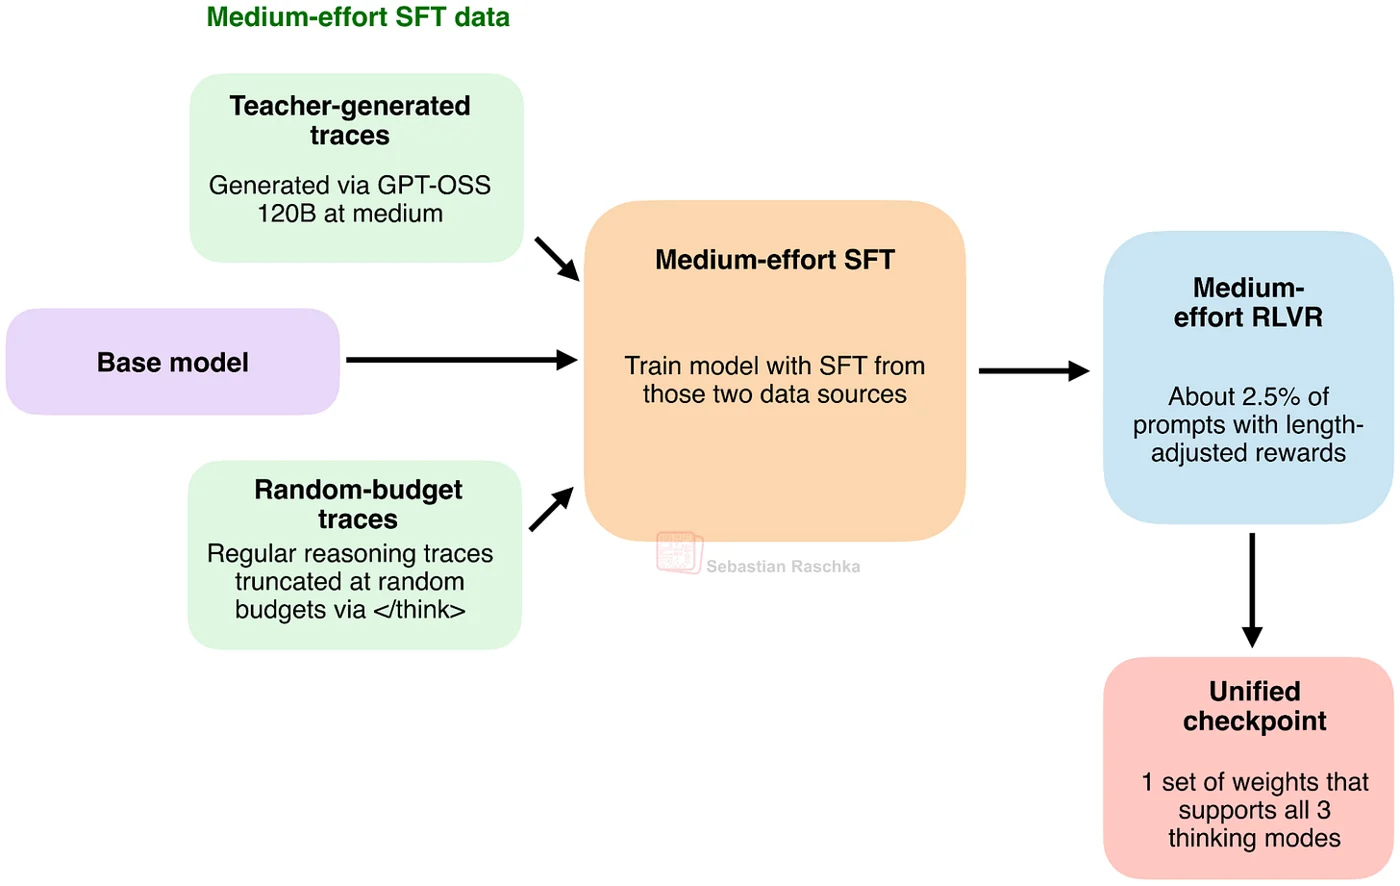 Medium-effort SFT data
Teacher-generated
traces
Generated via GPT-OSS
120B at medium
Base model
Random-budget
traces
Regular reasoning traces
truncated at random
budgets via </think>
Medium-effort SFT
Train model with SFT from
those two data sources
Sebastian Raschka
Medium-
effort RLVR
About 2.5% of
prompts with length-
adjusted rewards
Unified
checkpoint
1 set of weights that
supports all 3
thinking modes